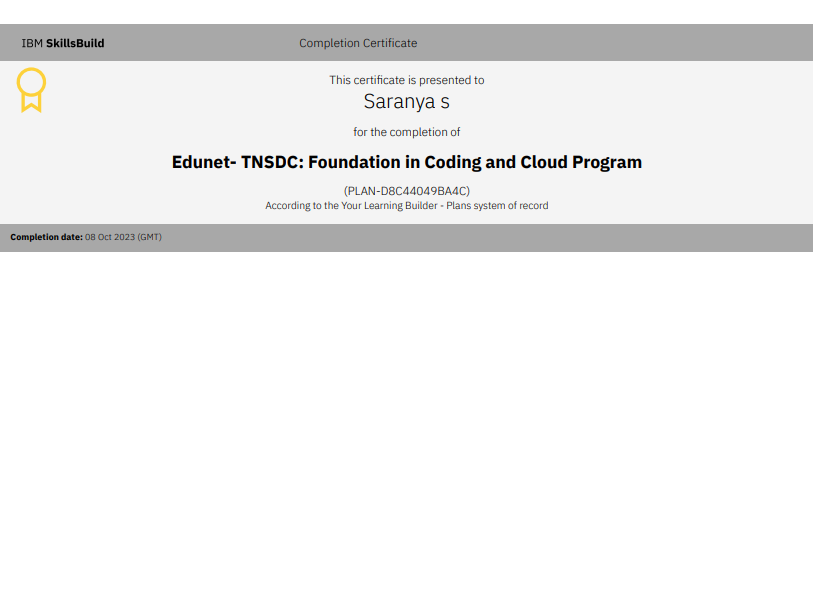 IBM SkillsBuild
Completion Certificate
This certificate is presented to
Saranya s
for the completion of
Edunet- TNSDC: Foundation in Coding and Cloud Program
(PLAN-D8C44049BA4C)
According to the Your Learning Builder - Plans system of record
Completion date: 08 Oct 2023 (GMT)